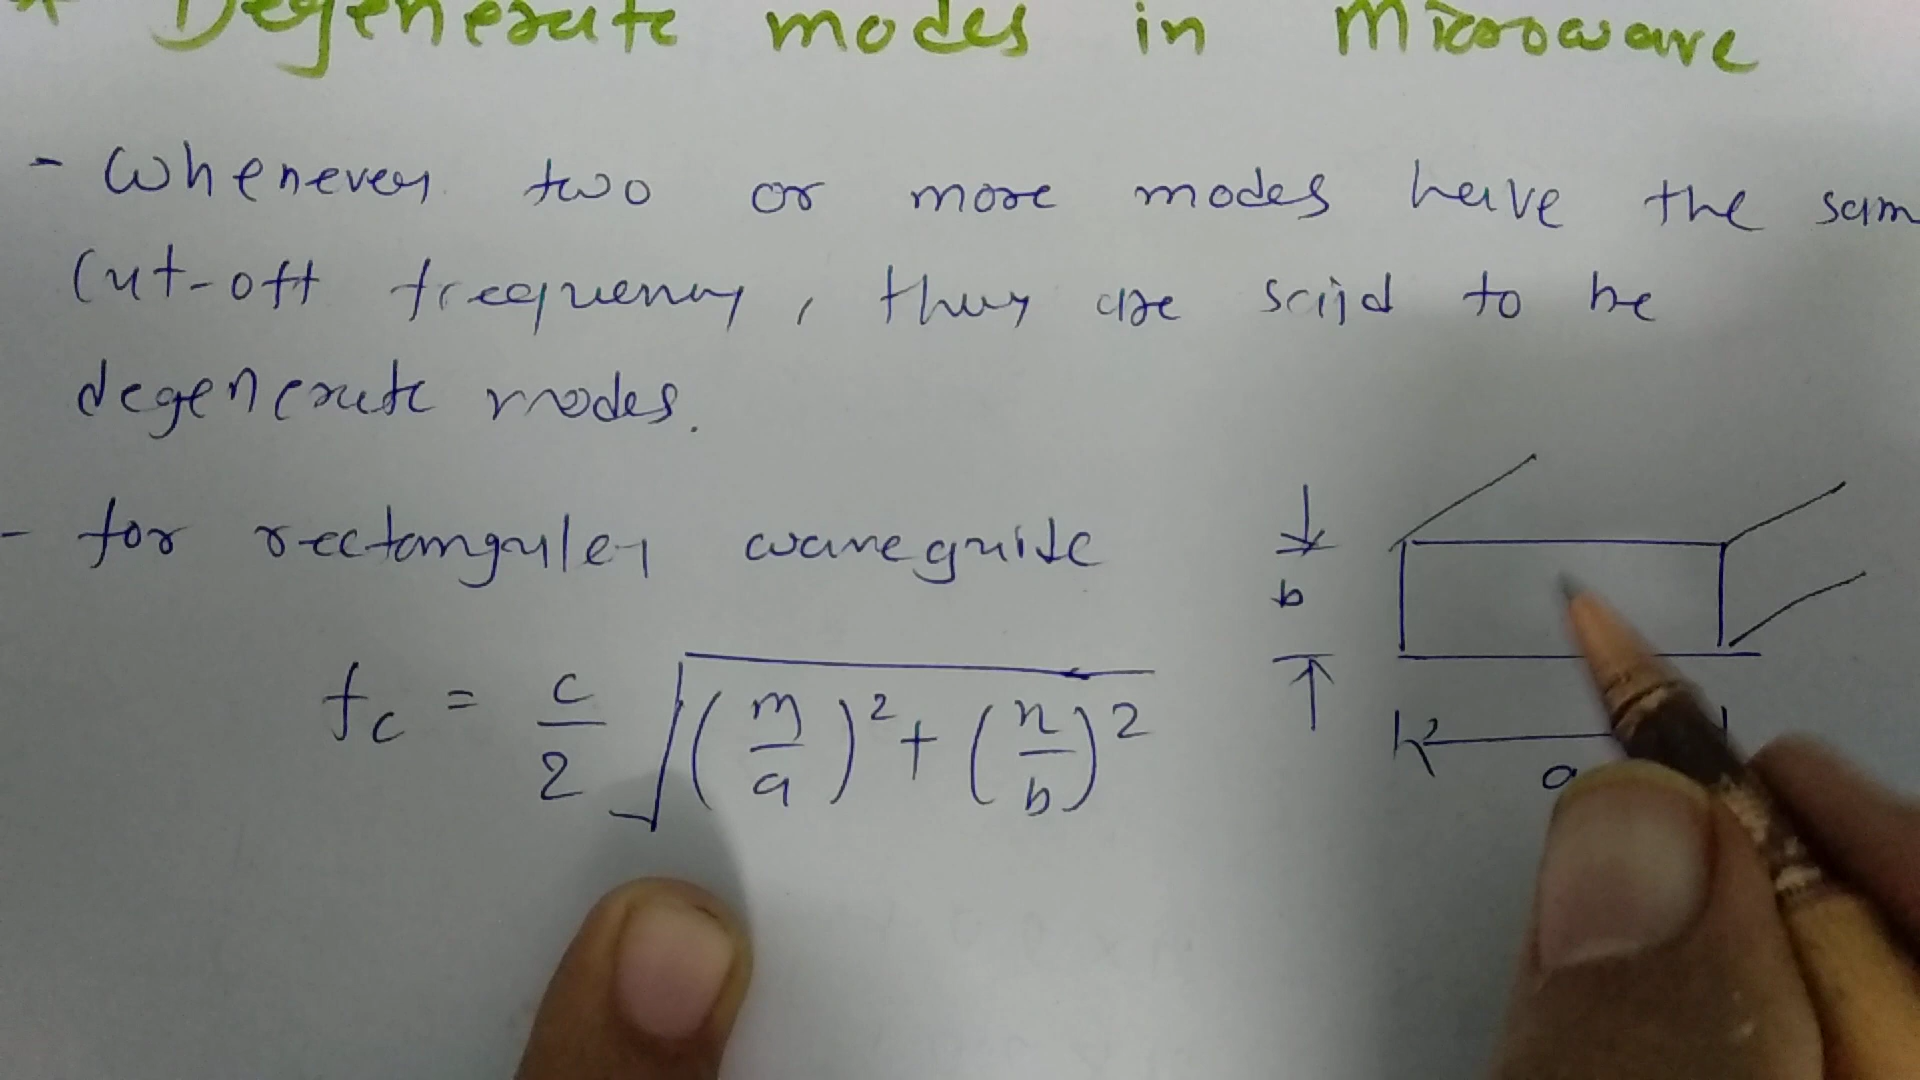 * Degenerate modes in Microwave
- Whenever two or more modes have the sam
cut-off frequency, they are said to be
degenerate modes.
- for rectanguler waveguide
b
fc = c/2 √((m/a)² + (n/b)²)
a